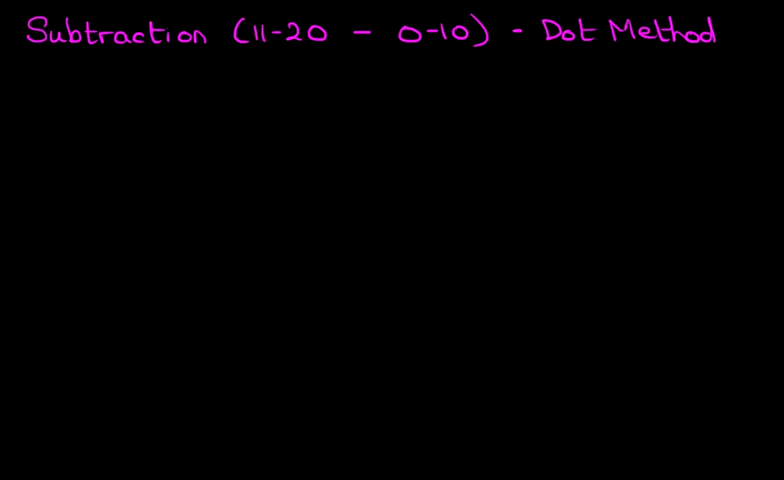 Subtraction (11-20 - 0-10) - Dot Method